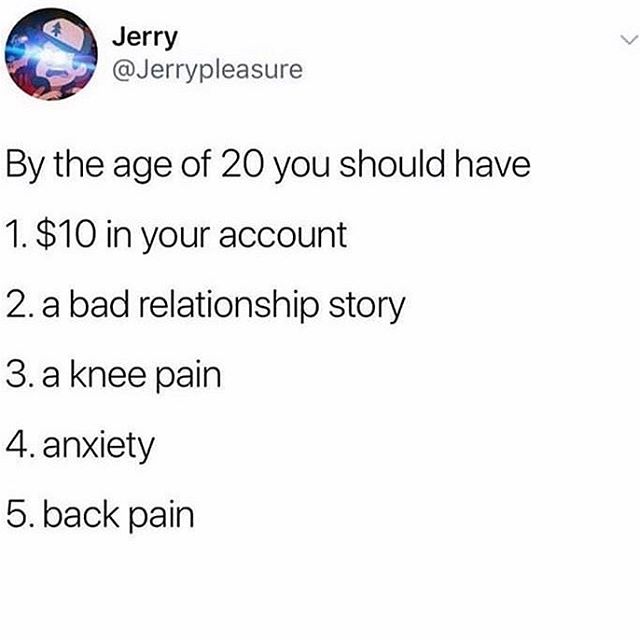 Jerry
@Jerrypleasure
By the age of 20 you should have
1. $10 in your account
2. a bad relationship story
3. a knee pain
4. anxiety
5. back pain